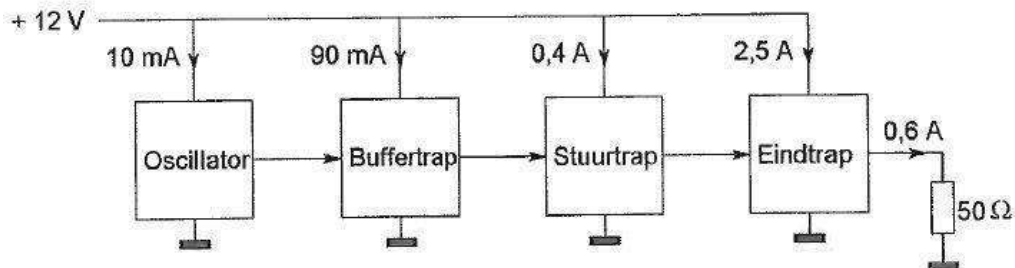 + 12 V
10 mA
90 mA
0,4 A
2,5 A
0,6 A
Oscillator
Buffertrap
Stuurtrap
Eindtrap
50 Ω